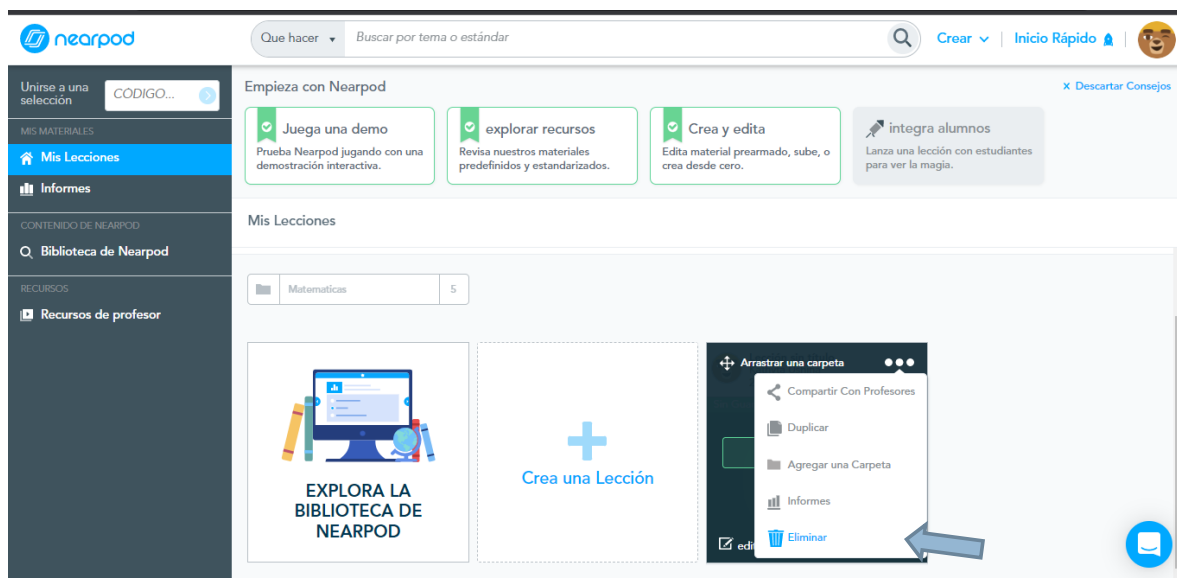 nearpod
Que hacer
Buscar por tema o estándar
Crear
Inicio Rápido
Unirse a una
selección
CÓDIGO...
MIS MATERIALES
Mis Lecciones
Informes
CONTENIDO DE NEARPOD
Biblioteca de Nearpod
RECURSOS
Recursos de profesor
Empieza con Nearpod
X Descartar Consejos
Juega una demo
Prueba Nearpod jugando con una
demostración interactiva.
explorar recursos
Revisa nuestros materiales
predefinidos y estandarizados.
Crea y edita
Edita material prearmado, sube, o
crea desde cero.
integra alumnos
Lanza una lección con estudiantes
para ver la magia.
Mis Lecciones
Matematicas
5
EXPLORA LA
BIBLIOTECA DE
NEARPOD
Crea una Lección
Arrastrar una carpeta
Compartir Con Profesores
Duplicar
Agregar una Carpeta
Informes
Eliminar
edi